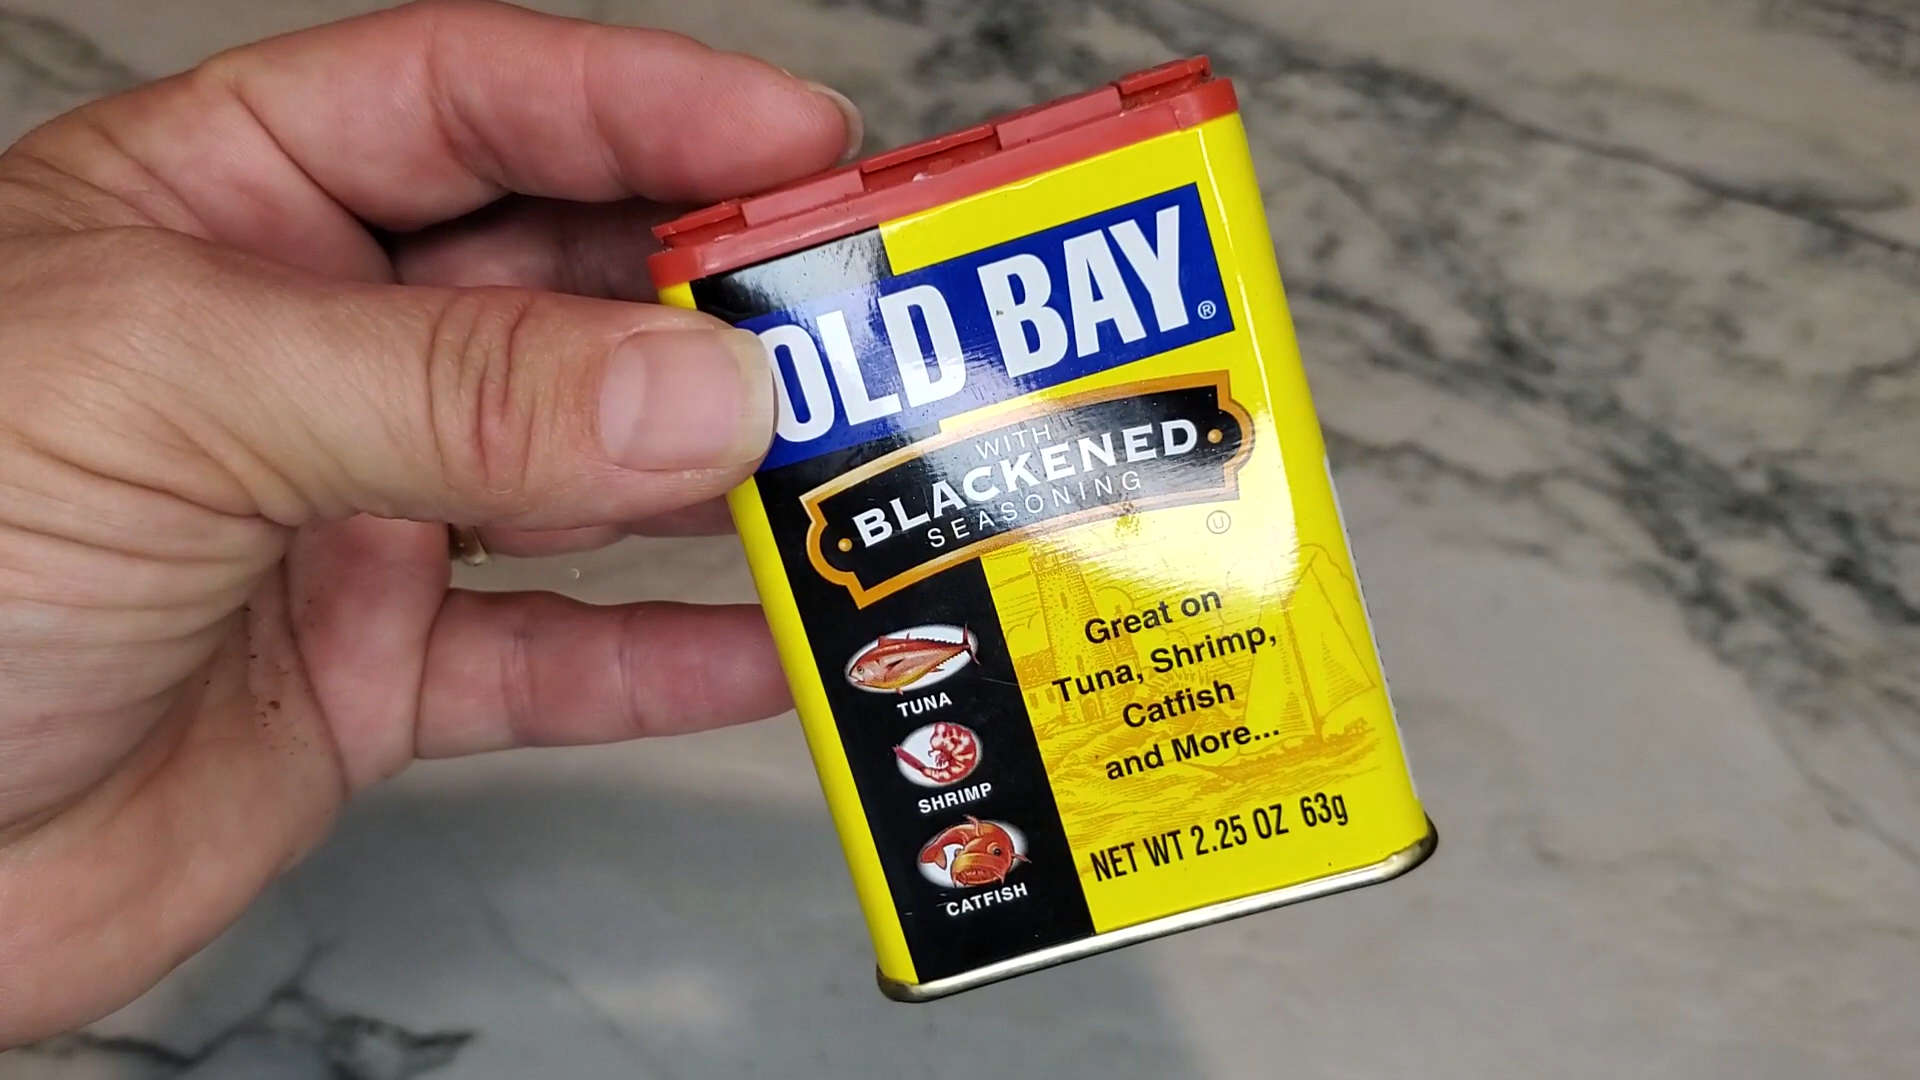 OLD BAY®
WITH
BLACKENED
SEASONING
U
Great on
Tuna, Shrimp,
Catfish
and More...
TUNA
SHRIMP
CATFISH
NET WT 2.25 OZ 63g